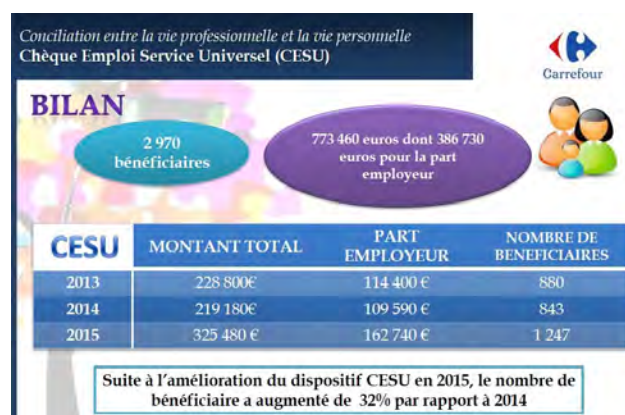 Conciliation entre la vie professionnelle et la vie personnelle
Chèque Emploi Service Universel (CESU)
Carrefour
BILAN
2 970
bénéficiaires
773 460 euros dont 386 730
euros pour la part
employeur
CESU MONTANT TOTAL PART EMPLOYEUR NOMBRE DE BENEFICIAIRES
2013 228 800€ 114 400 € 880
2014 219 180€ 109 590 € 843
2015 325 480 € 162 740 € 1 247
Suite à l'amélioration du dispositif CESU en 2015, le nombre de
bénéficiaire a augmenté de 32% par rapport à 2014